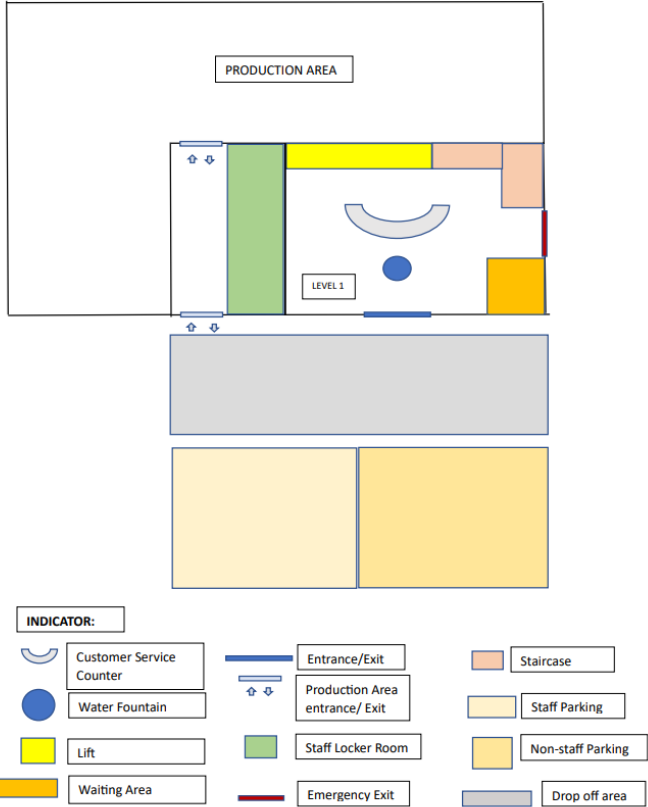 PRODUCTION AREA
LEVEL 1
INDICATOR:
Customer Service
Counter
Entrance/Exit
Staircase
Water Fountain
Production Area
entrance/ Exit
Staff Parking
Lift
Staff Locker Room
Non-staff Parking
Waiting Area
Emergency Exit
Drop off area